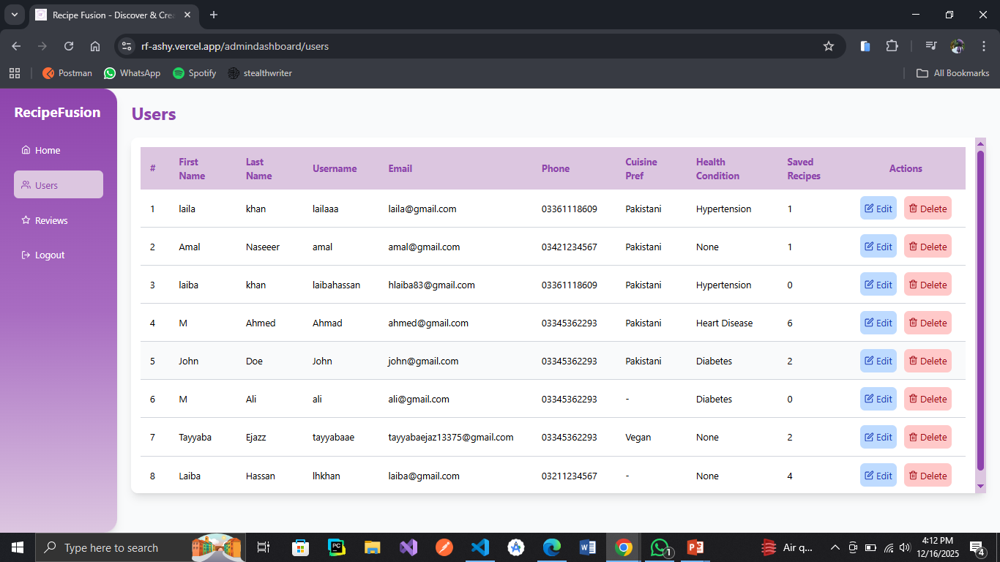 Recipe Fusion - Discover & Crea
rf-ashy.vercel.app/admindashboard/users
Postman WhatsApp Spotify stealthwriter All Bookmarks
RecipeFusion
Home
Users
Reviews
Logout
Users
# First Name Last Name Username Email Phone Cuisine Pref Health Condition Saved Recipes Actions
1 laila khan lailaaa laila@gmail.com 03361118609 Pakistani Hypertension 1 Edit Delete
2 Amal Naseeer amal amal@gmail.com 03421234567 Pakistani None 1 Edit Delete
3 laiba khan laibahassan hlaiba83@gmail.com 03361118609 Pakistani Hypertension 0 Edit Delete
4 M Ahmed Ahmad ahmed@gmail.com 03345362293 Pakistani Heart Disease 6 Edit Delete
5 John Doe John john@gmail.com 03345362293 Pakistani Diabetes 2 Edit Delete
6 M Ali ali ali@gmail.com 03345362293 - Diabetes 0 Edit Delete
7 Tayyaba Ejazz tayyabaae tayyabaejaz13375@gmail.com 03345362293 Vegan None 2 Edit Delete
8 Laiba Hassan lhkhan laiba@gmail.com 03211234567 - None 4 Edit Delete
Type here to search
1
Air q...
4:12 PM
12/16/2025
4